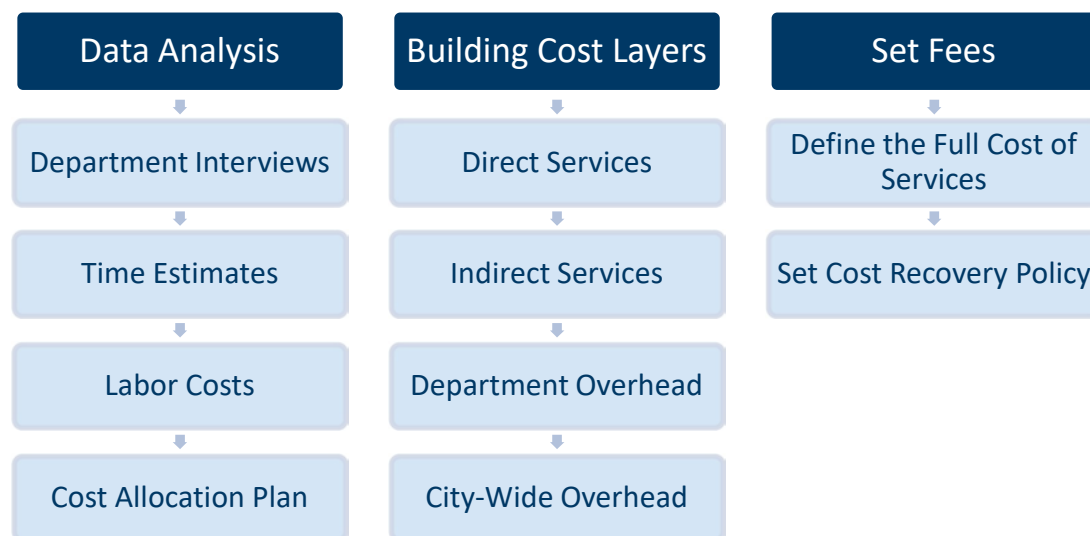 Data Analysis
Department Interviews
Time Estimates
Labor Costs
Cost Allocation Plan
Building Cost Layers
Direct Services
Indirect Services
Department Overhead
City-Wide Overhead
Set Fees
Define the Full Cost of
Services
Set Cost Recovery Policy